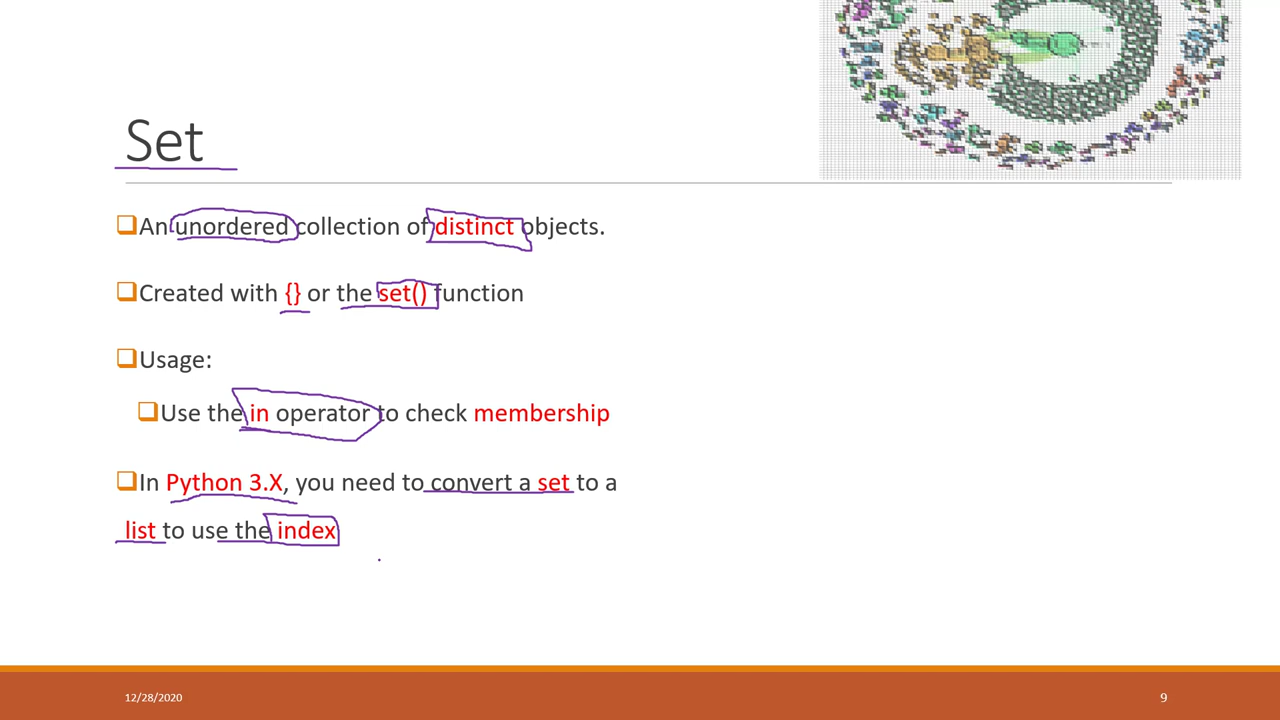 Set
An unordered collection of distinct objects.
Created with {} or the set() function
Usage:
Use the in operator to check membership
In Python 3.X, you need to convert a set to a
list to use the index
12/28/2020
9